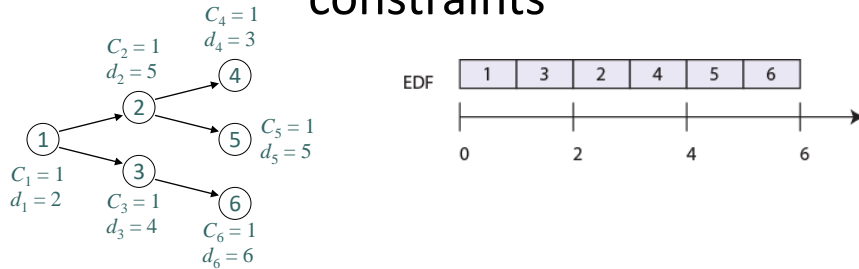 constraints
C4 = 1
d4 = 3
C2 = 1
d2 = 5
4
2
1
5
C5 = 1
d5 = 5
C1 = 1
d1 = 2
3
C3 = 1
d3 = 4
6
C6 = 1
d6 = 6
EDF
1 3 2 4 5 6
0 2 4 6